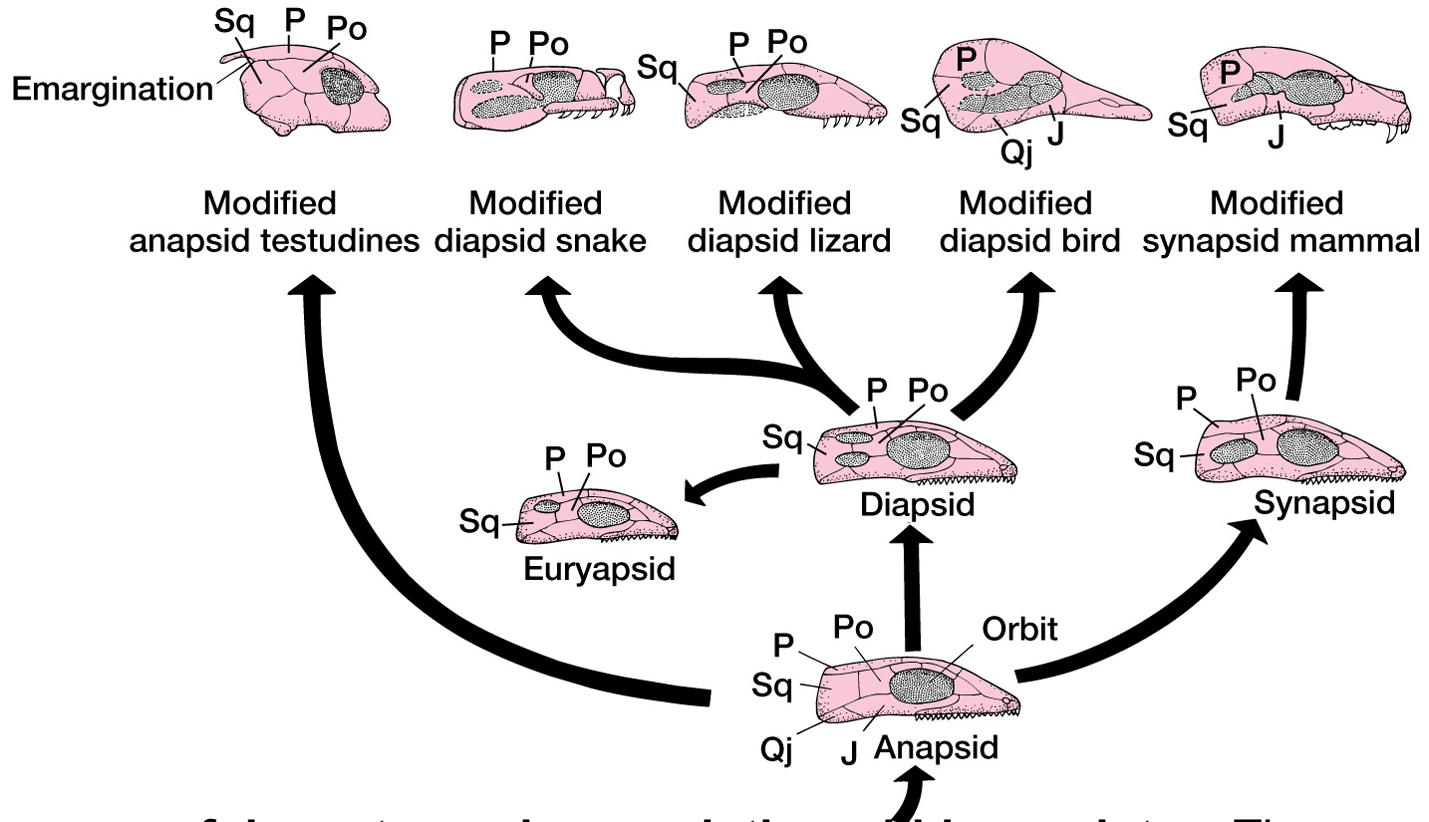 Sq P Po
Emargination
P Po
Sq P Po
P
Sq
Qj J
P
Sq
J
Modified
anapsid testudines
Modified
diapsid snake
Modified
diapsid lizard
Modified
diapsid bird
Modified
synapsid mammal
P Po
Sq
Diapsid
P Po
Sq
Synapsid
P Po
Sq
Euryapsid
P Po Orbit
Sq
Qj J Anapsid